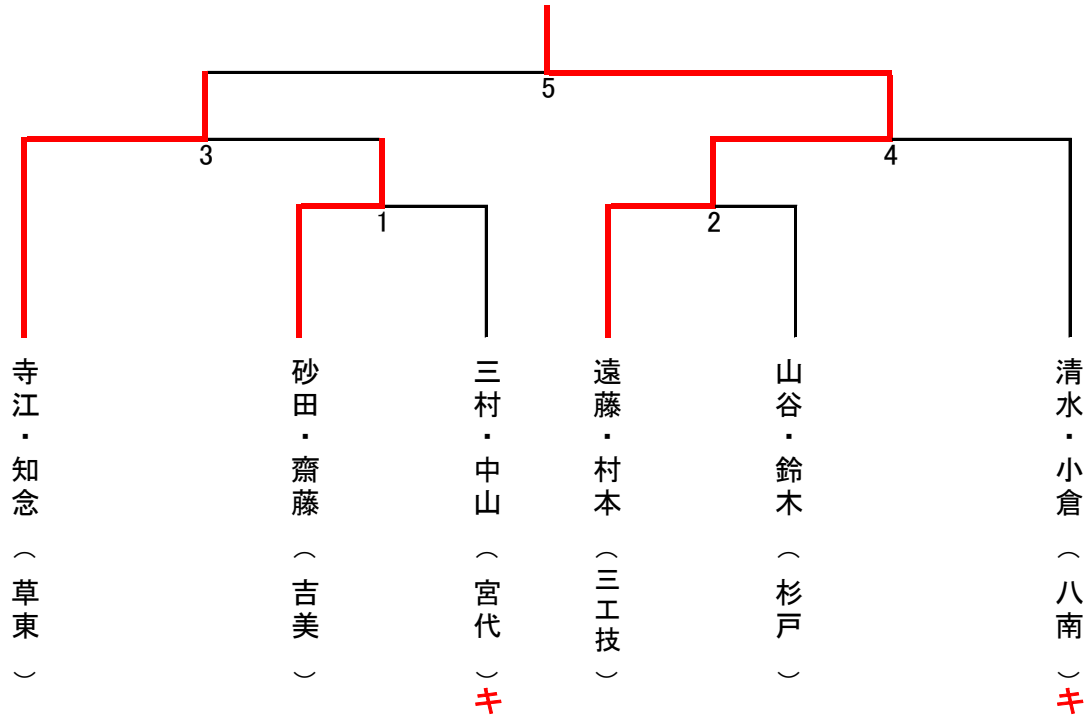 5
3
4
1
2
寺江・知念（草東）
砂田・齋藤（吉美）
三村・中山（宮代）キ
遠藤・村本（三工技）
山谷・鈴木（杉戸）
清水・小倉（八南）キ